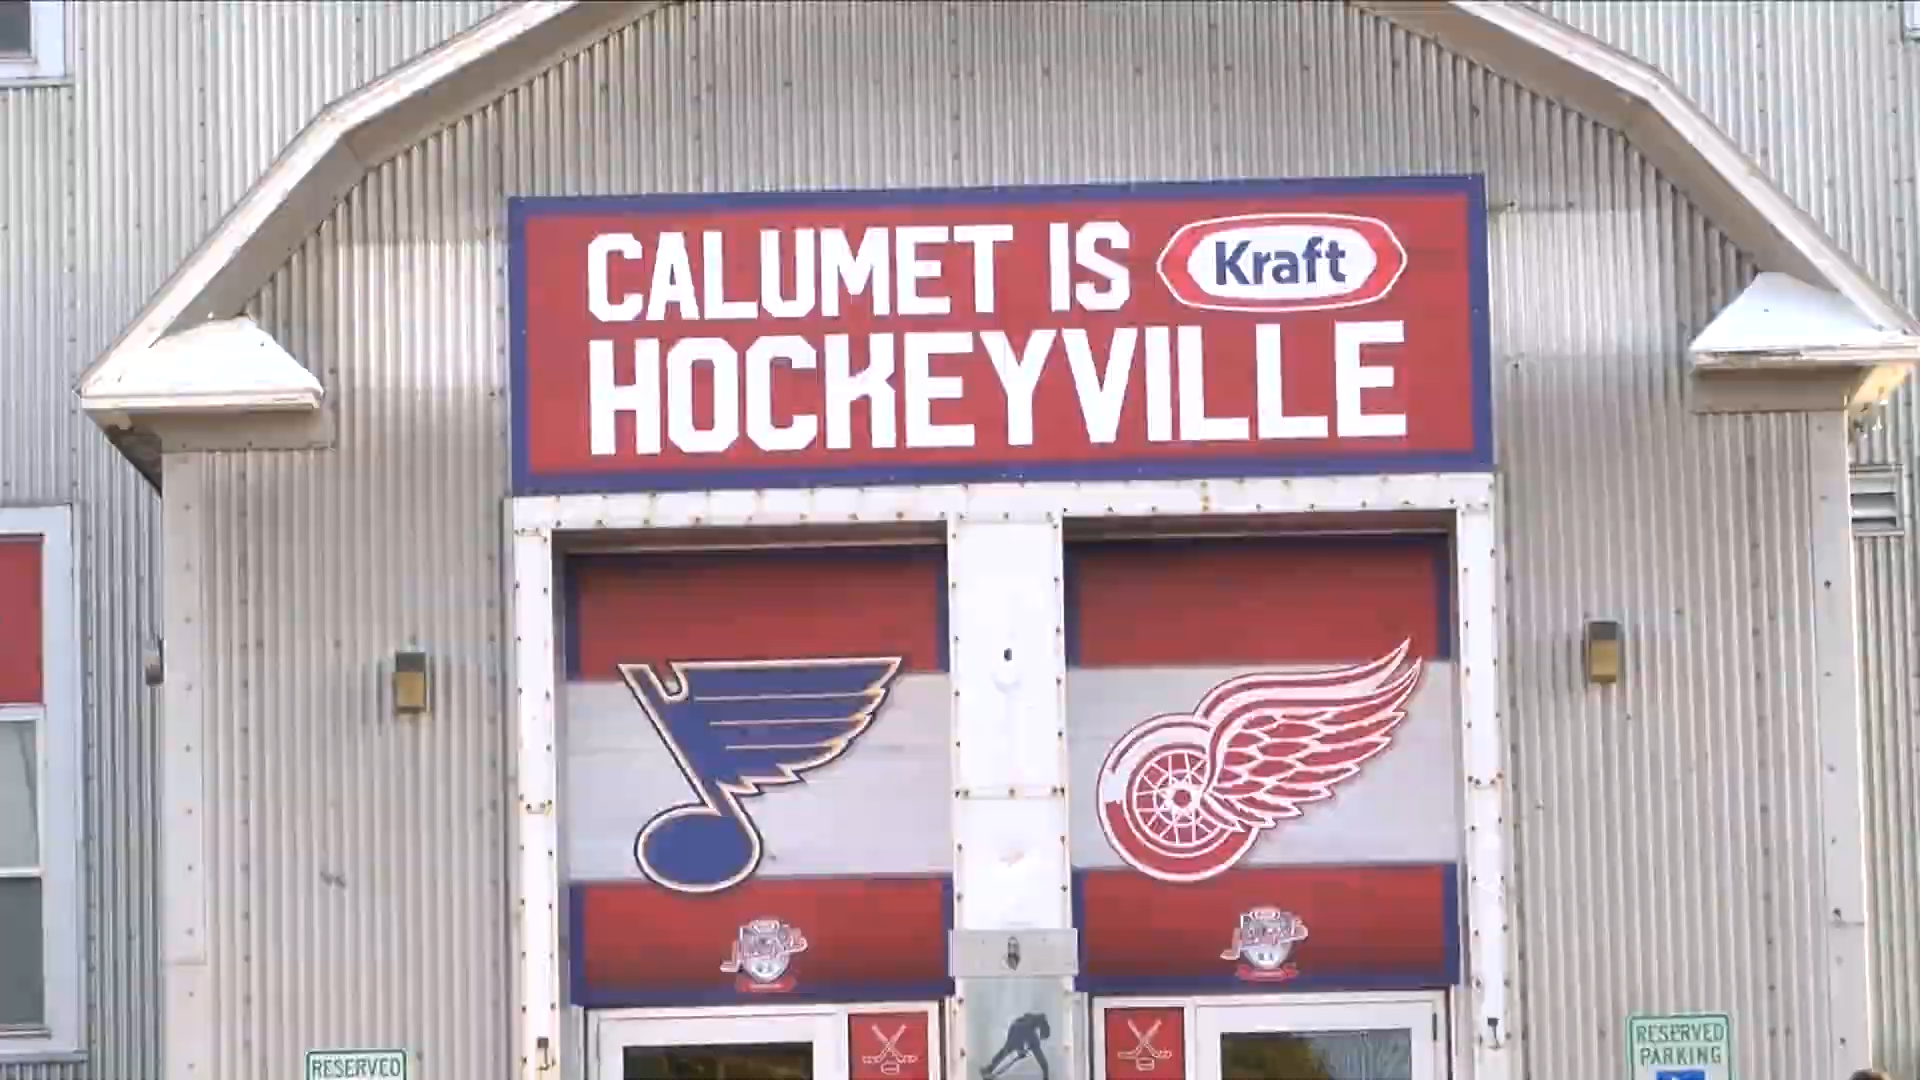 CALUMET IS Kraft
HOCKEYVILLE
RESERVED
RESERVED
PARKING